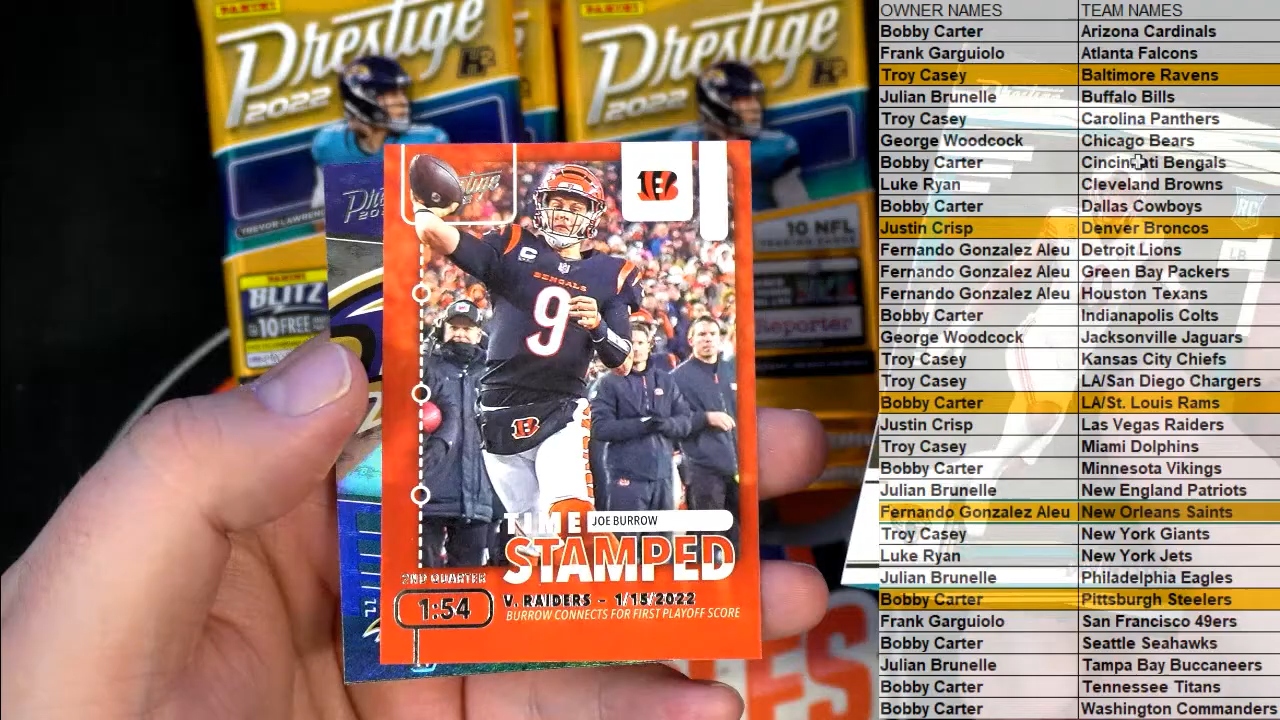 PANINI
Prestige
2022
PANINI
Prestige
2022
TREVOR LAWRENCE
PANINI
BLITZ
10 FREE
10 NFL
TRADING CARDS
Reporter
BENGALS
9
TIME
JOE BURROW
STAMPED
2ND QUARTER
1:54
V. RAIDERS - 1/15/2022
BURROW CONNECTS FOR FIRST PLAYOFF SCORE
OWNER NAMES TEAM NAMES
Bobby Carter Arizona Cardinals
Frank Garguiolo Atlanta Falcons
Troy Casey Baltimore Ravens
Julian Brunelle Buffalo Bills
Troy Casey Carolina Panthers
George Woodcock Chicago Bears
Bobby Carter Cincinnati Bengals
Luke Ryan Cleveland Browns
Bobby Carter Dallas Cowboys
Justin Crisp Denver Broncos
Fernando Gonzalez Aleu Detroit Lions
Fernando Gonzalez Aleu Green Bay Packers
Fernando Gonzalez Aleu Houston Texans
Bobby Carter Indianapolis Colts
George Woodcock Jacksonville Jaguars
Troy Casey Kansas City Chiefs
Troy Casey LA/San Diego Chargers
Bobby Carter LA/St. Louis Rams
Justin Crisp Las Vegas Raiders
Troy Casey Miami Dolphins
Bobby Carter Minnesota Vikings
Julian Brunelle New England Patriots
Fernando Gonzalez Aleu New Orleans Saints
Troy Casey New York Giants
Luke Ryan New York Jets
Julian Brunelle Philadelphia Eagles
Bobby Carter Pittsburgh Steelers
Frank Garguiolo San Francisco 49ers
Bobby Carter Seattle Seahawks
Julian Brunelle Tampa Bay Buccaneers
Bobby Carter Tennessee Titans
Bobby Carter Washington Commanders